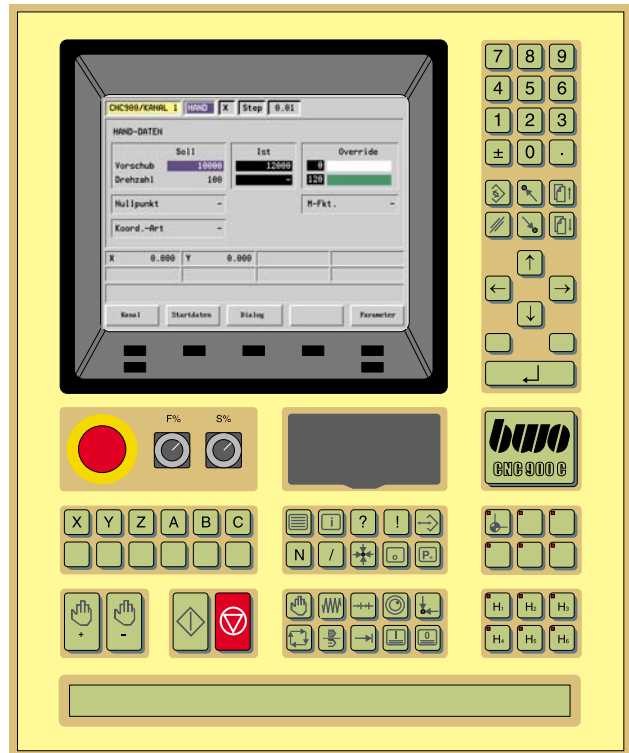 CNC900/KANAL 1 HAND X Step 0.01
HAND-DATEN
Soll Ist Override
Vorschub 10000 12000 0
Drehzahl 100 - 120
Nullpunkt - M-Fkt. -
Koord.-Art -
X 0.000 Y 0.000
Kanal Startdaten Dialog Parameter
7 8 9
4 5 6
1 2 3
± 0 .
S
↑
← →
↓
F% S%
bwo
CNC 900 C
X Y Z A B C
i ? !
N / o P.
+ -
I 0
H1 H2 H3
H4 H5 H6